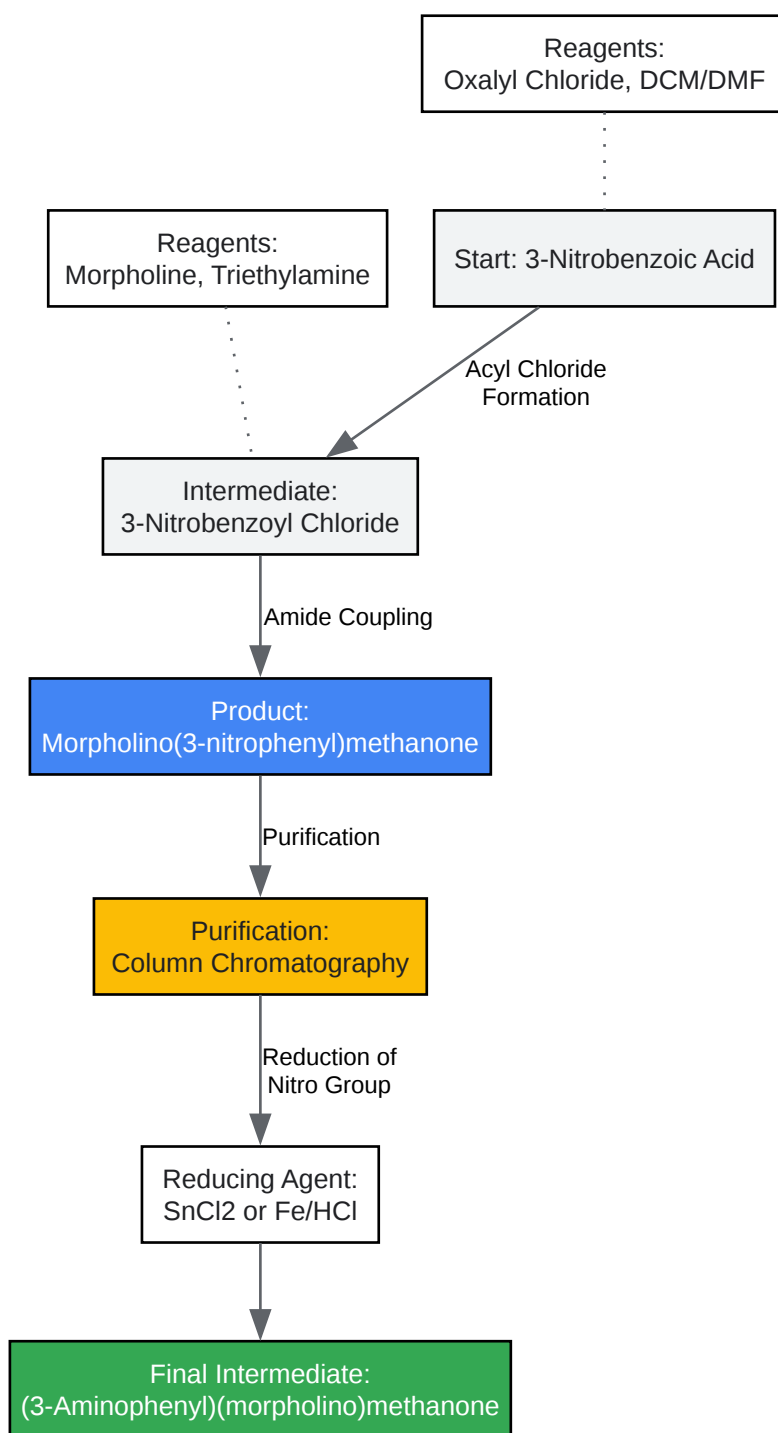 Reagents:
Oxalyl Chloride, DCM/DMF
Reagents:
Morpholine, Triethylamine
Start: 3-Nitrobenzoic Acid
Acyl Chloride
Formation
Intermediate:
3-Nitrobenzoyl Chloride
Amide Coupling
Product:
Morpholino(3-nitrophenyl)methanone
Purification
Purification:
Column Chromatography
Reduction of
Nitro Group
Reducing Agent:
SnCl2 or Fe/HCl
Final Intermediate:
(3-Aminophenyl)(morpholino)methanone